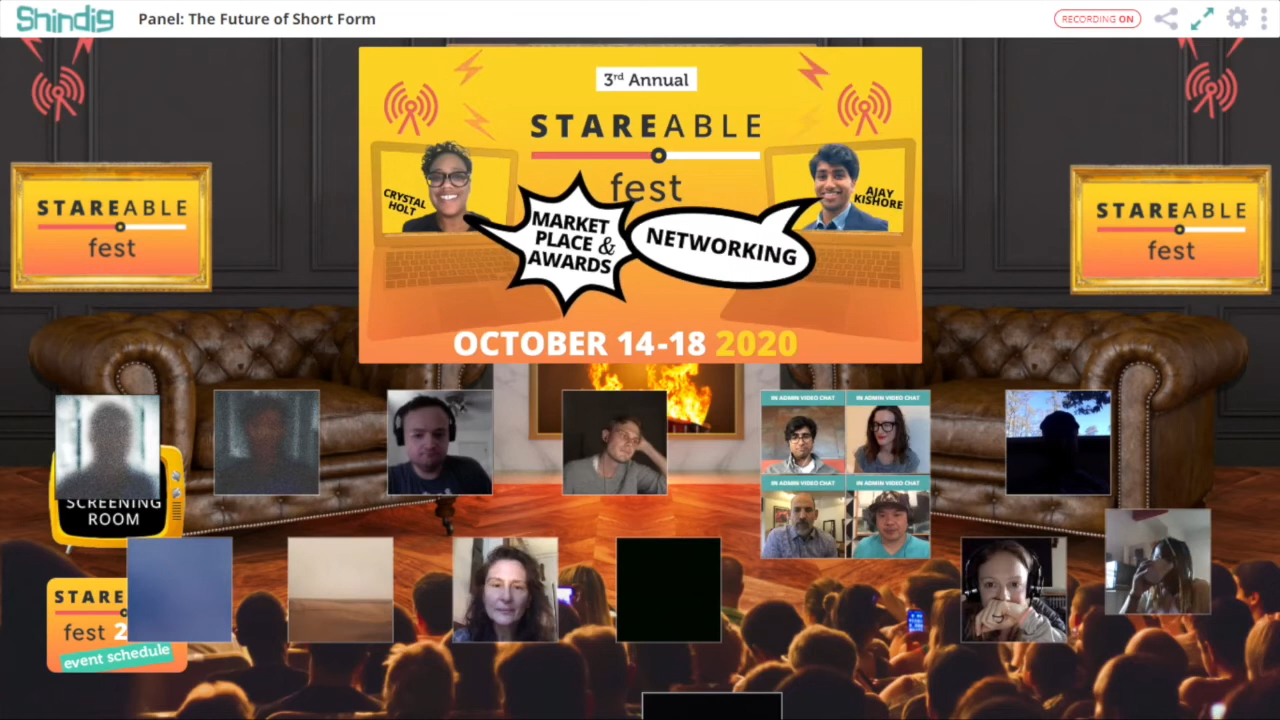 Shindig
Panel: The Future of Short Form
RECORDING ON
3rd Annual
STAREABLE
fest
CRYSTAL
HOLT
AJAY
KISHORE
MARKET
PLACE &
AWARDS
NETWORKING
OCTOBER 14-18 2020
STAREABLE
fest
STAREABLE
fest
IN ADMIN VIDEO CHAT
IN ADMIN VIDEO CHAT
IN ADMIN VIDEO CHAT
IN ADMIN VIDEO CHAT
SCREENING
ROOM
STARE
fest 2
event schedule